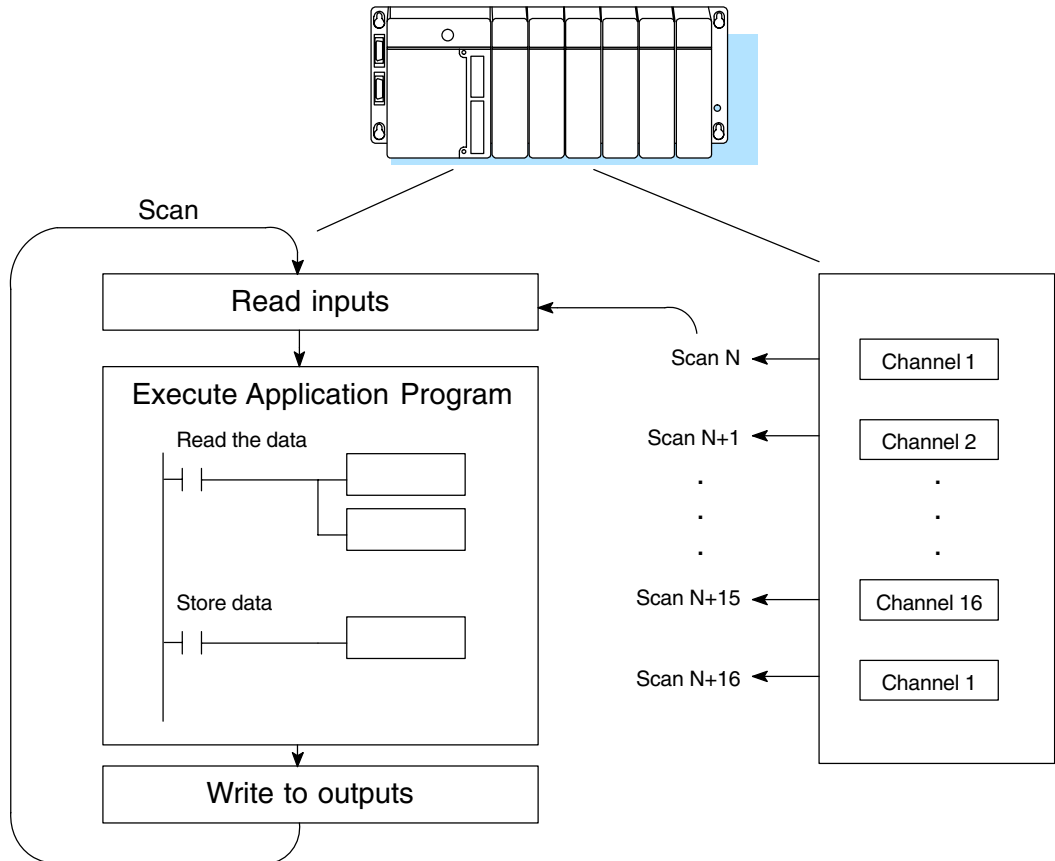 Scan
Read inputs
Execute Application Program
Read the data
Store data
Write to outputs
Scan N
Scan N+1
Scan N+15
Scan N+16
Channel 1
Channel 2
Channel 16
Channel 1